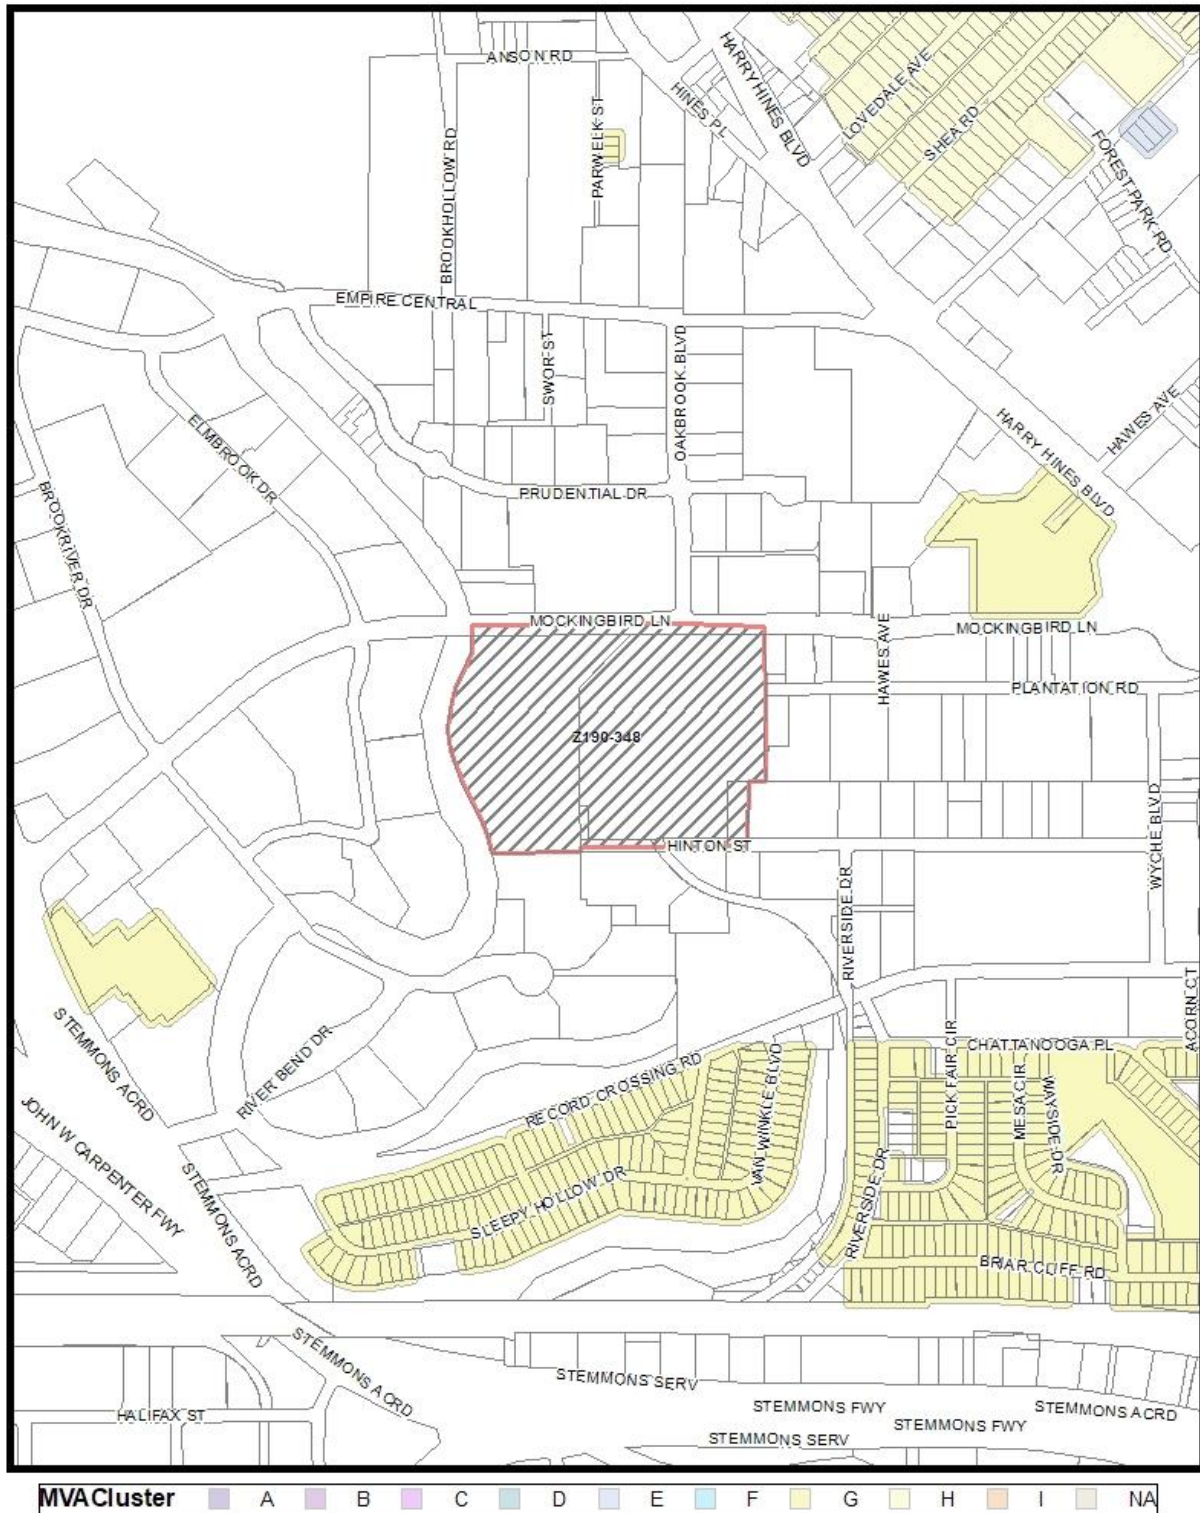 ANSON RD
HARRY HINES BLVD
HINES PL
LOVEDALE AVE
SHEA RD
FOREST PARK RD
PARWELK ST
BROOKHOLLOW RD
EMPIRE CENTRAL
SWOR ST
OAKBROOK BLVD
HAWES AVE
HARRY HINES BLVD
ELMBROOK DR
PRUDENTIAL DR
BROOKRIVER DR
MOCKINGBIRD LN
MOCKINGBIRD LN
HAWES AVE
PLANTATION RD
Z190-348
WYCHE BLVD
HINTON ST
RIVERSIDE DR
ACORN CT
STEMMONS ACRD
RIVER BEND DR
RECORD CROSSING RD
VAN WINKLE BLVD
PICK FAIR CIR
CHATTANOOGA PL
MESA CIR
WAYSIDE DR
JOHN W CARPENTER FWY
STEMMONS ACRD
SLEEPY HOLLOW DR
RIVERSIDE DR
BRIAR CLIFF RD
STEMMONS ACRD
STEMMONS SERV
HALIFAX ST
STEMMONS FWY
STEMMONS ACRD
STEMMONS FWY
STEMMONS SERV
MVACluster A B C D E F G H I NA